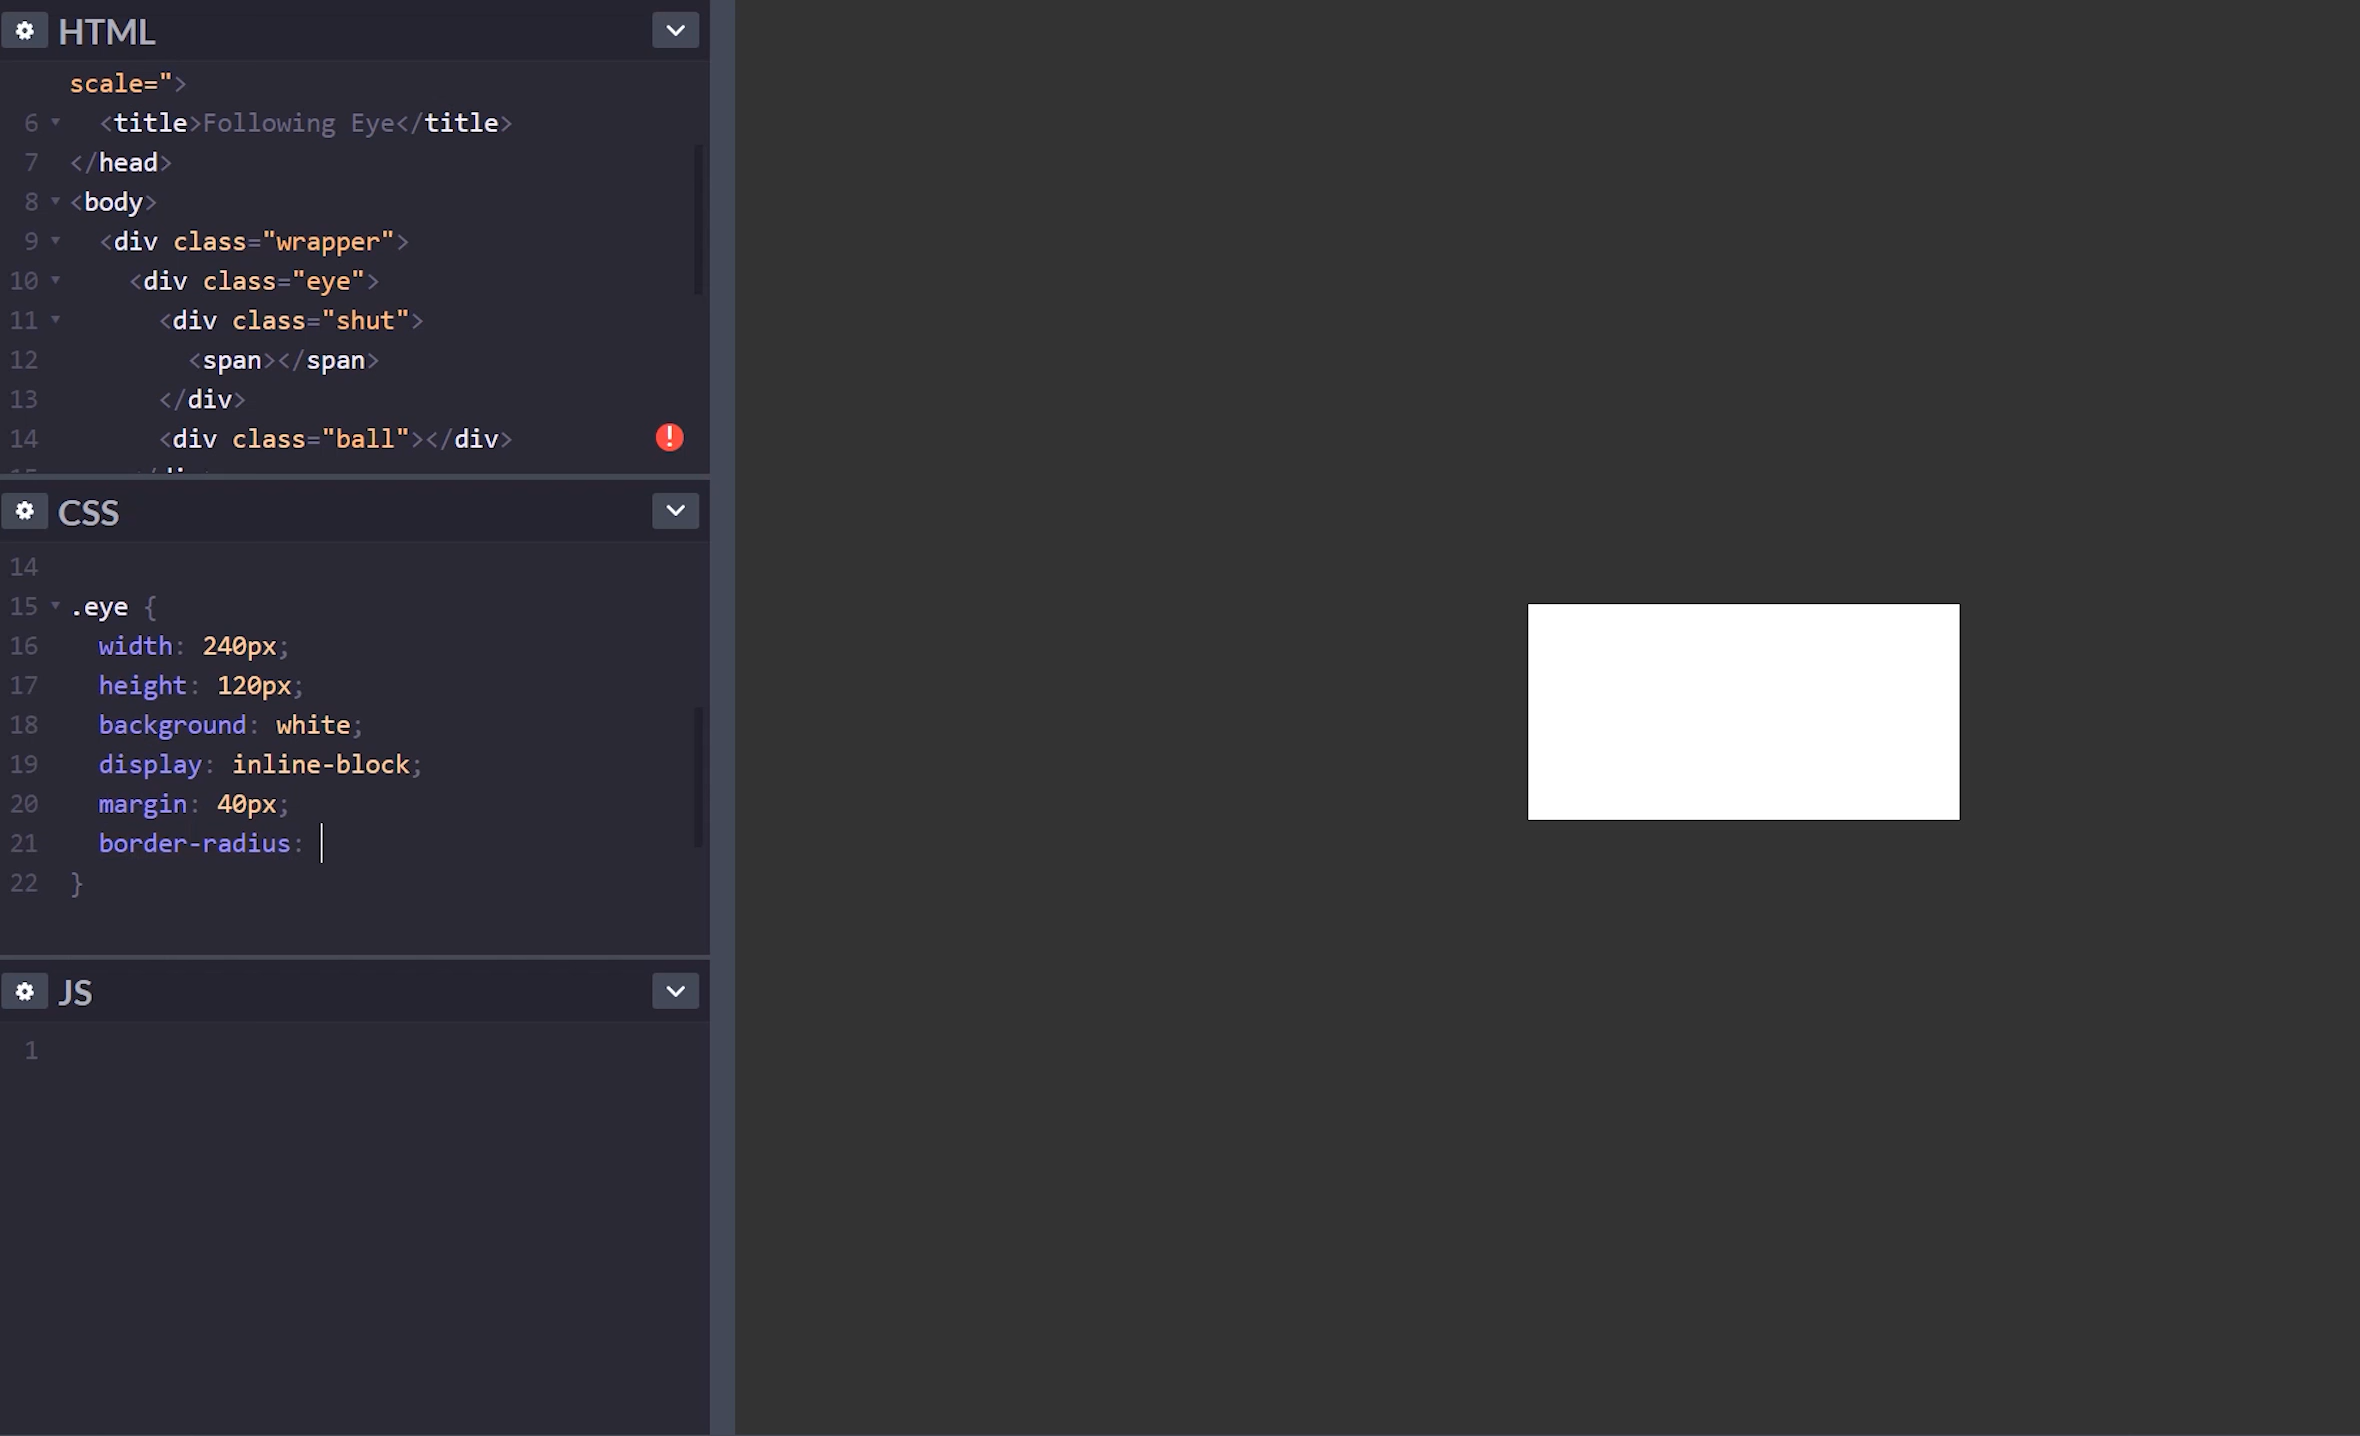 HTML
scale=">
6 <title>Following Eye</title>
7 </head>
8 <body>
9 <div class="wrapper">
10 <div class="eye">
11 <div class="shut">
12 <span></span>
13 </div>
14 <div class="ball"></div>
CSS
14
15 .eye {
16 width: 240px;
17 height: 120px;
18 background: white;
19 display: inline-block;
20 margin: 40px;
21 border-radius:
22 }
JS
1